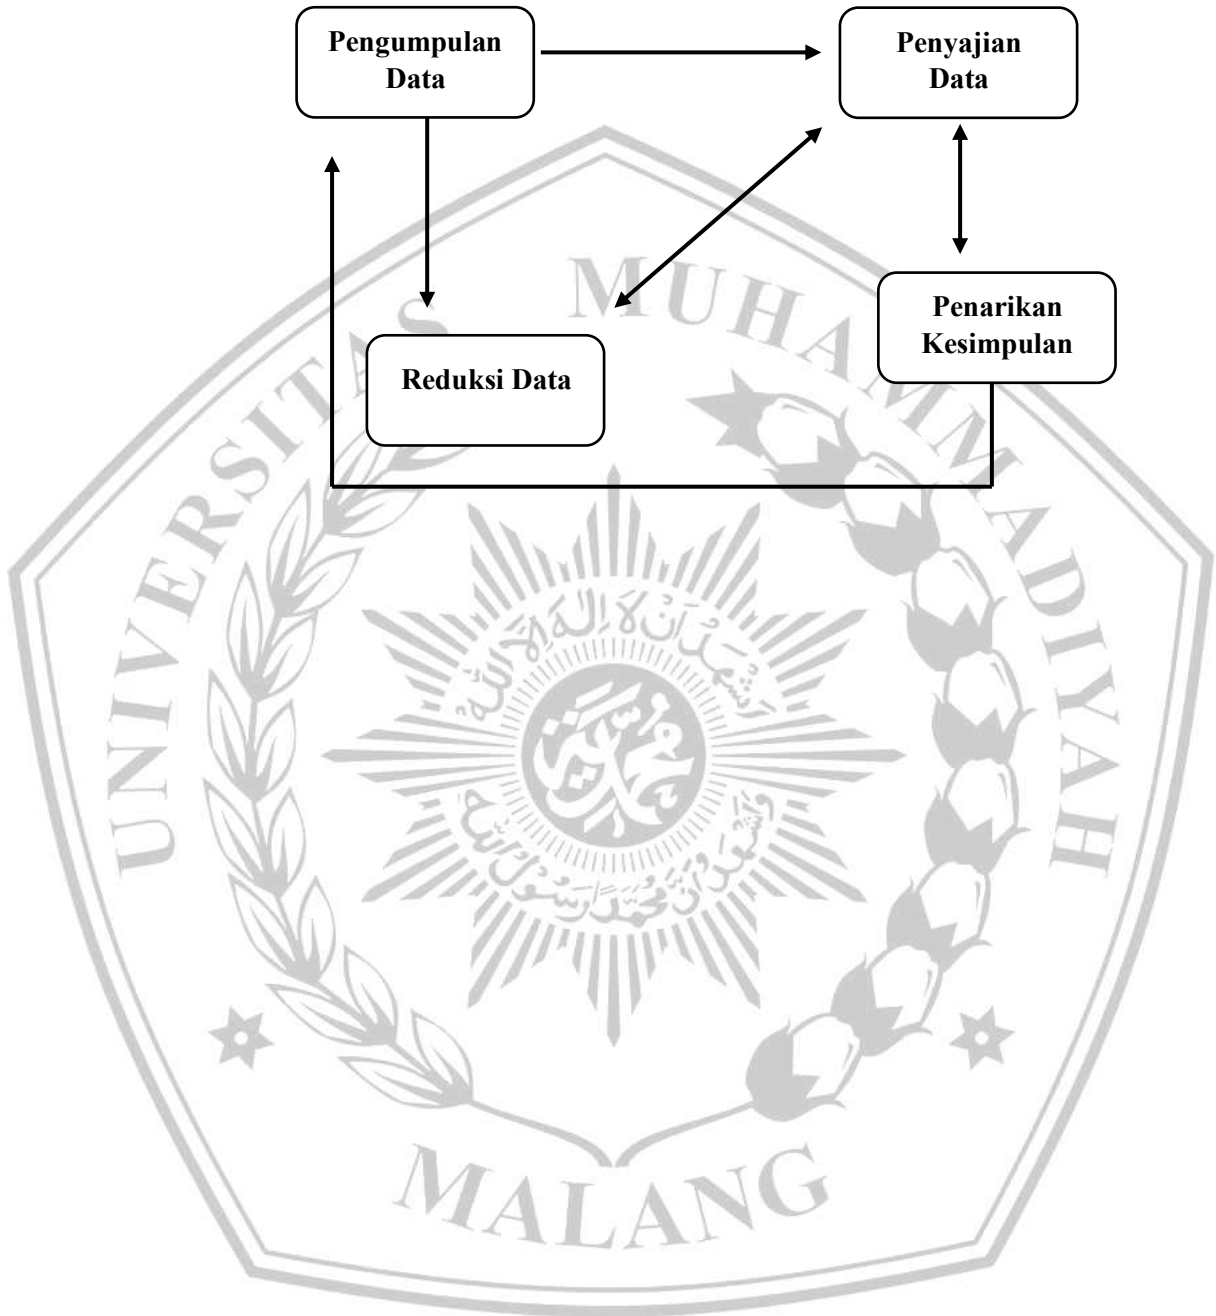 Pengumpulan
Data
Penyajian
Data
Penarikan
Kesimpulan
Reduksi Data
UNIVERSITAS MUHAMMADIYAH
MALANG